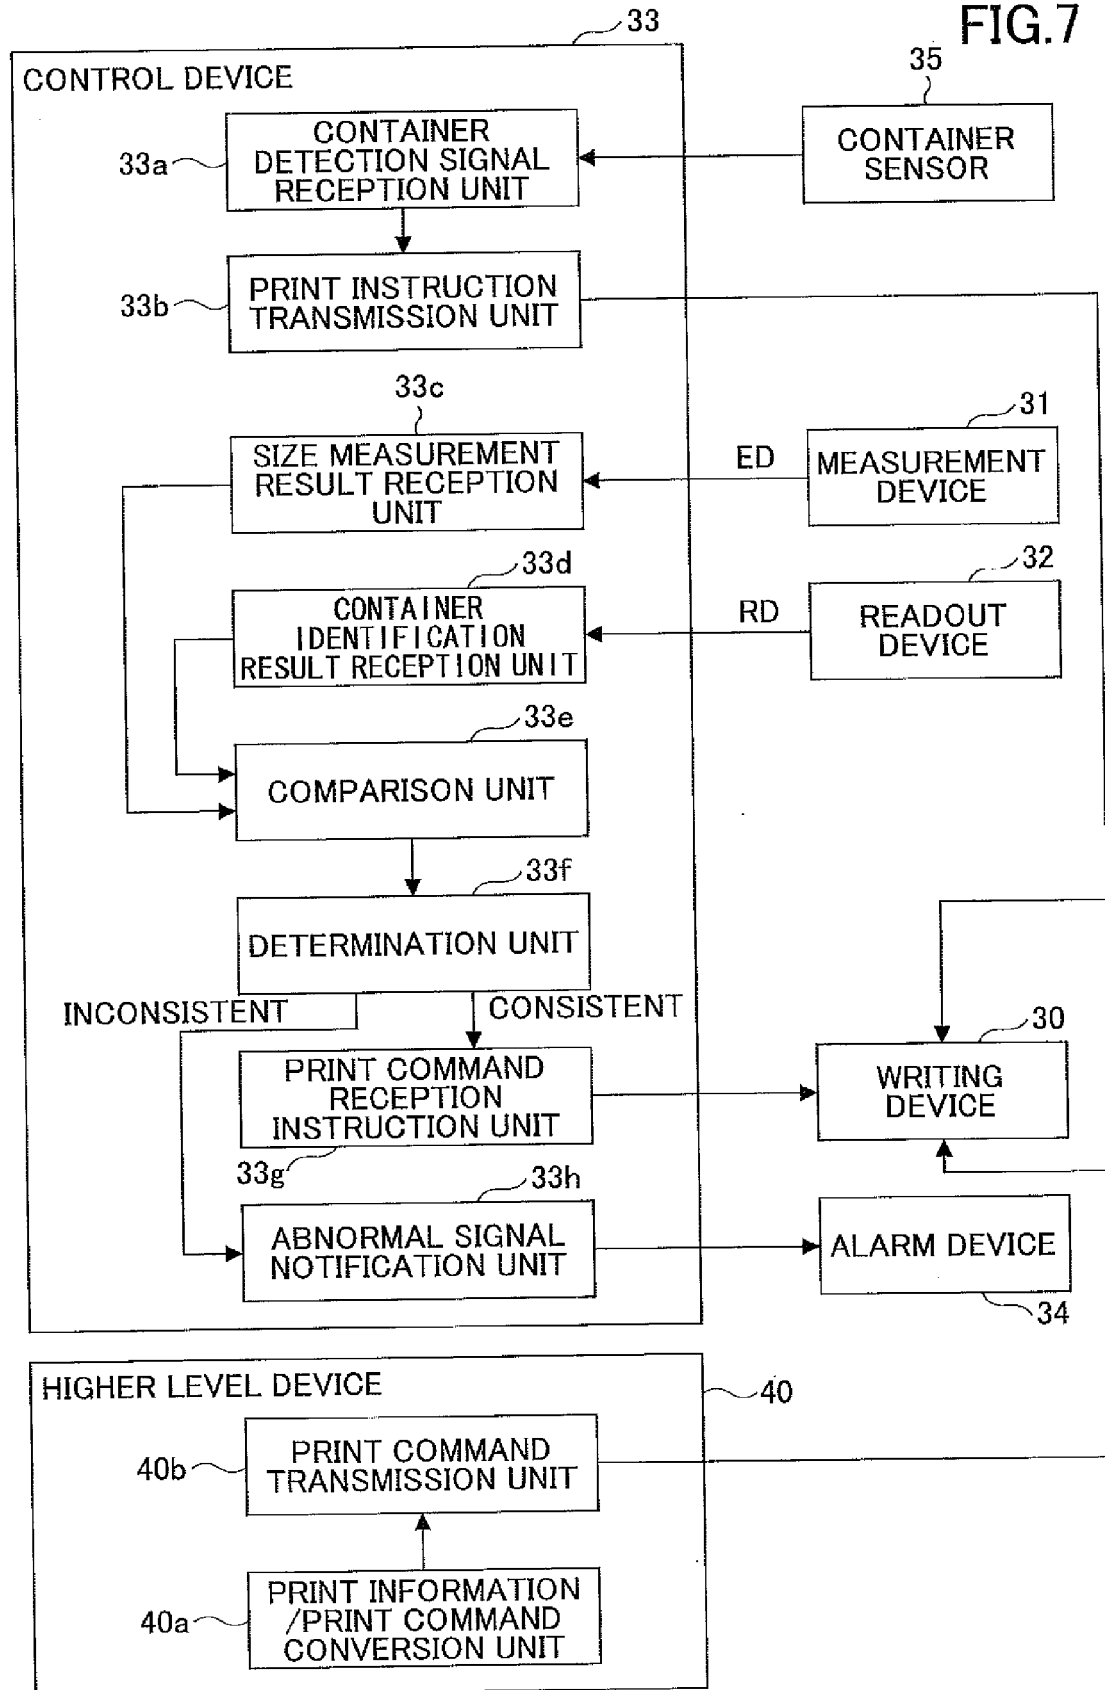 FIG.7
33
CONTROL DEVICE
35
CONTAINER
DETECTION SIGNAL
RECEPTION UNIT
33a
CONTAINER
SENSOR
PRINT INSTRUCTION
TRANSMISSION UNIT
33b
33c
SIZE MEASUREMENT
RESULT RECEPTION
UNIT
ED
31
MEASUREMENT
DEVICE
33d
CONTAINER
IDENTIFICATION
RESULT RECEPTION UNIT
RD
32
READOUT
DEVICE
33e
COMPARISON UNIT
33f
DETERMINATION UNIT
INCONSISTENT
CONSISTENT
PRINT COMMAND
RECEPTION
INSTRUCTION UNIT
33g
30
WRITING
DEVICE
33h
ABNORMAL SIGNAL
NOTIFICATION UNIT
ALARM DEVICE
34
HIGHER LEVEL DEVICE
40
PRINT COMMAND
TRANSMISSION UNIT
40b
PRINT INFORMATION
/PRINT COMMAND
CONVERSION UNIT
40a